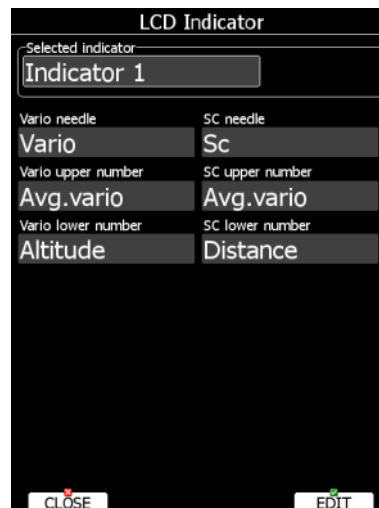 LCD Indicator
Selected indicator
Indicator 1
Vario needle SC needle
Vario Sc
Vario upper number SC upper number
Avg.vario Avg.vario
Vario lower number SC lower number
Altitude Distance
CLOSE EDIT